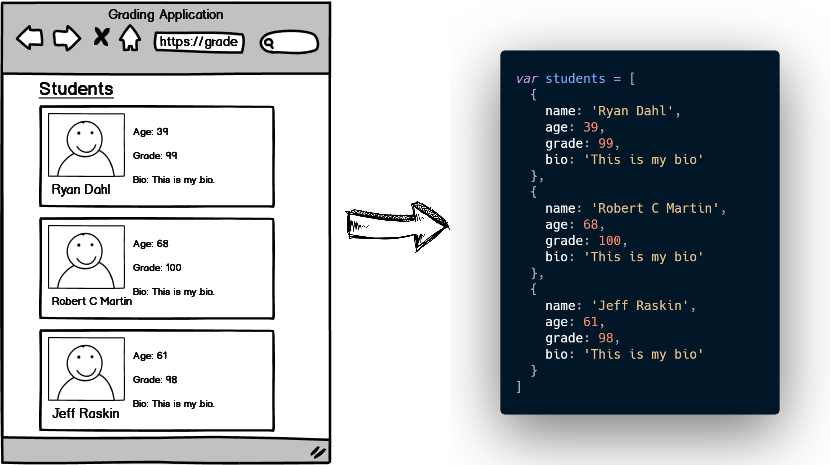 Grading Application
https://grade
Students
Age: 39
Grade: 99
Bio: This is my bio.
Ryan Dahl
Age: 68
Grade: 100
Bio: This is my bio.
Robert C Martin
Age: 61
Grade: 98
Bio: This is my bio.
Jeff Raskin
var students = [
  {
    name: 'Ryan Dahl',
    age: 39,
    grade: 99,
    bio: 'This is my bio'
  },
  {
    name: 'Robert C Martin',
    age: 68,
    grade: 100,
    bio: 'This is my bio'
  },
  {
    name: 'Jeff Raskin',
    age: 61,
    grade: 98,
    bio: 'This is my bio'
  }
]